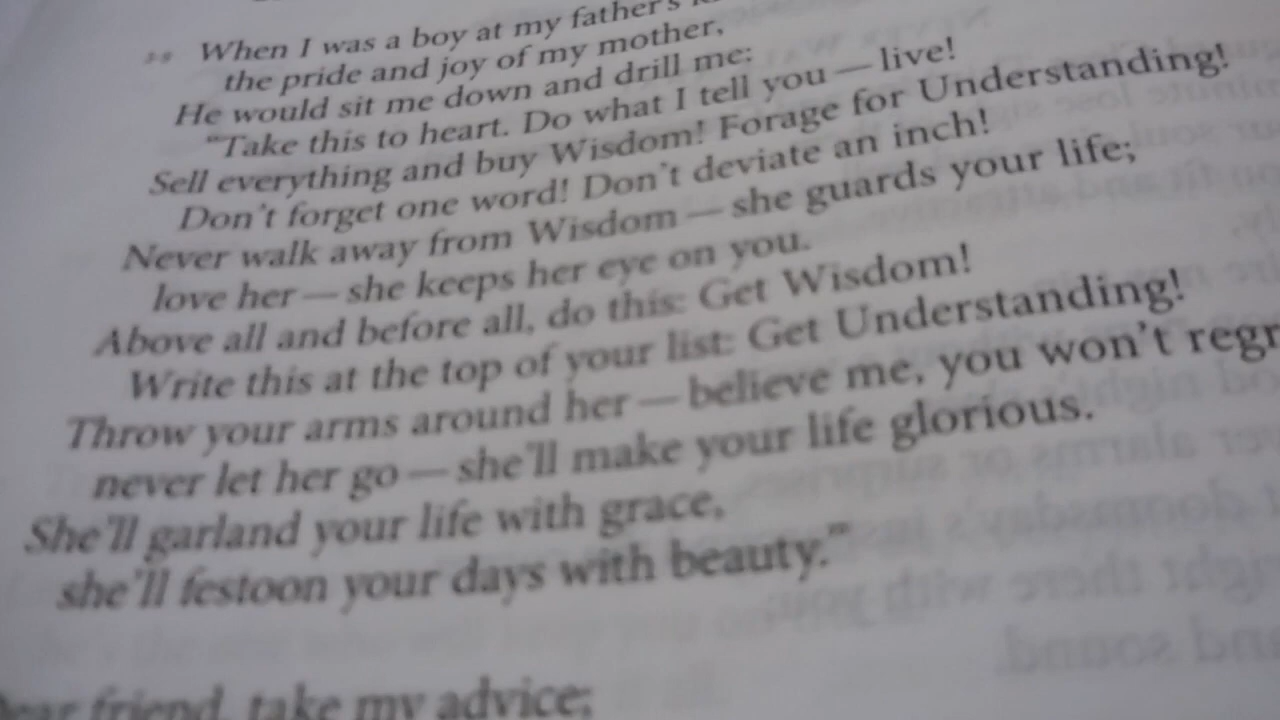 When I was a boy at my father's
the pride and joy of my mother,
He would sit me down and drill me:
"Take this to heart. Do what I tell you—live!
Sell everything and buy Wisdom! Forage for Understanding!
Don't forget one word! Don't deviate an inch!
Never walk away from Wisdom—she guards your life;
love her—she keeps her eye on you.
Above all and before all, do this: Get Wisdom!
Write this at the top of your list: Get Understanding!
Throw your arms around her—believe me, you won't regr
never let her go—she'll make your life glorious.
She'll garland your life with grace,
she'll festoon your days with beauty."
Dear friend, take my advice;